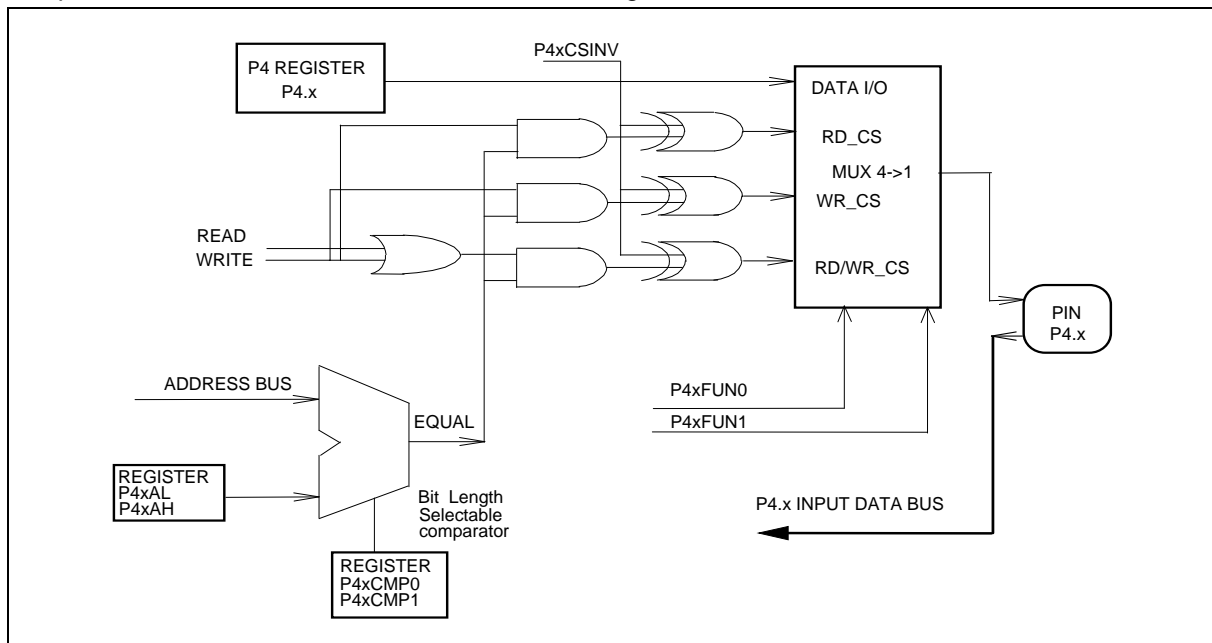 P4 REGISTER
P4.x
P4xCSINV
DATA I/O
RD_CS
MUX 4->1
WR_CS
RD/WR_CS
READ
WRITE
PIN
P4.x
ADDRESS BUS
EQUAL
P4xFUN0
P4xFUN1
REGISTER
P4xAL
P4xAH
Bit Length
Selectable
comparator
P4.x INPUT DATA BUS
REGISTER
P4xCMP0
P4xCMP1